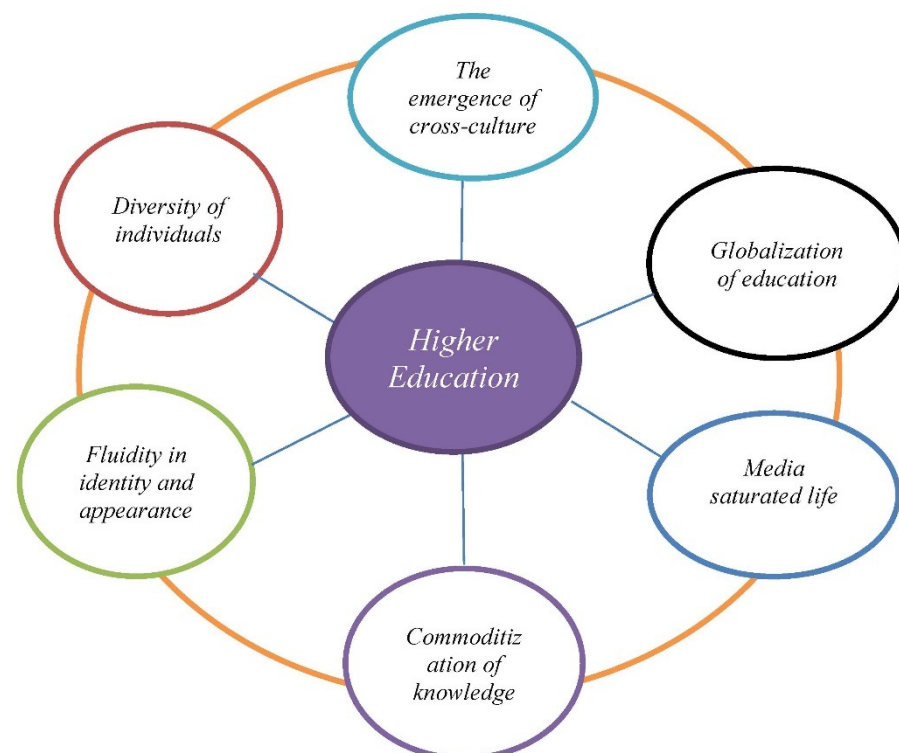 The
emergence of
cross-culture
Diversity of
individuals
Globalization
of education
Higher
Education
Fluidity in
identity and
appearance
Media
saturated life
Commoditiz
ation of
knowledge